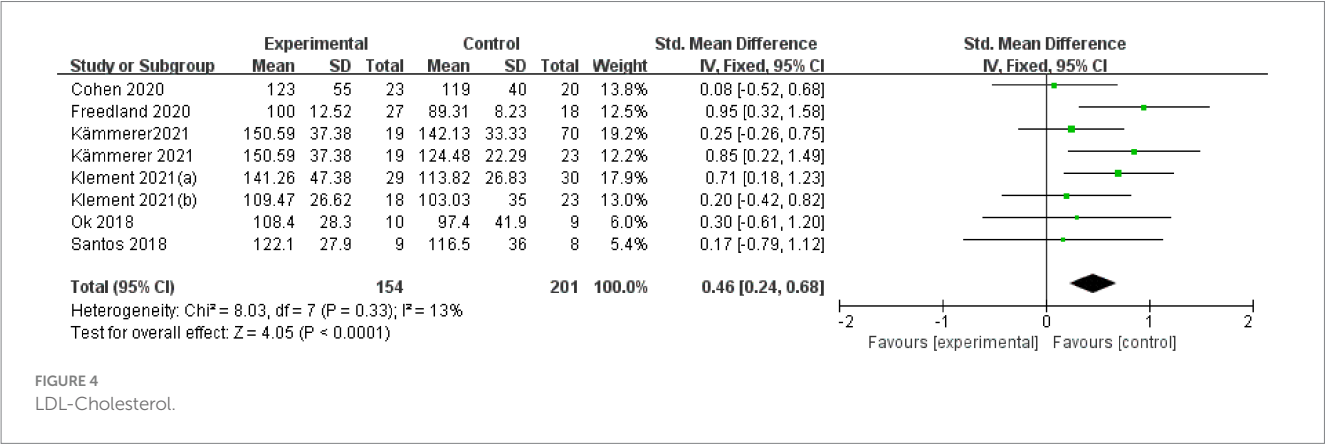 Experimental Control Std. Mean Difference Std. Mean Difference
Study or Subgroup Mean SD Total Mean SD Total Weight IV, Fixed, 95% CI IV, Fixed, 95% CI
Cohen 2020 123 55 23 119 40 20 13.8% 0.08 [-0.52, 0.68]
Freedland 2020 100 12.52 27 89.31 8.23 18 12.5% 0.95 [0.32, 1.58]
Kämmerer2021 150.59 37.38 19 142.13 33.33 70 19.2% 0.25 [-0.26, 0.75]
Kämmerer 2021 150.59 37.38 19 124.48 22.29 23 12.2% 0.85 [0.22, 1.49]
Klement 2021(a) 141.26 47.38 29 113.82 26.83 30 17.9% 0.71 [0.18, 1.23]
Klement 2021(b) 109.47 26.62 18 103.03 35 23 13.0% 0.20 [-0.42, 0.82]
Ok 2018 108.4 28.3 10 97.4 41.9 9 6.0% 0.30 [-0.61, 1.20]
Santos 2018 122.1 27.9 9 116.5 36 8 5.4% 0.17 [-0.79, 1.12]
Total (95% CI) 154 201 100.0% 0.46 [0.24, 0.68]
Heterogeneity: Chi² = 8.03, df = 7 (P = 0.33); I² = 13%
Test for overall effect: Z = 4.05 (P < 0.0001)
-2 -1 0 1 2
Favours [experimental] Favours [control]
FIGURE 4
LDL-Cholesterol.